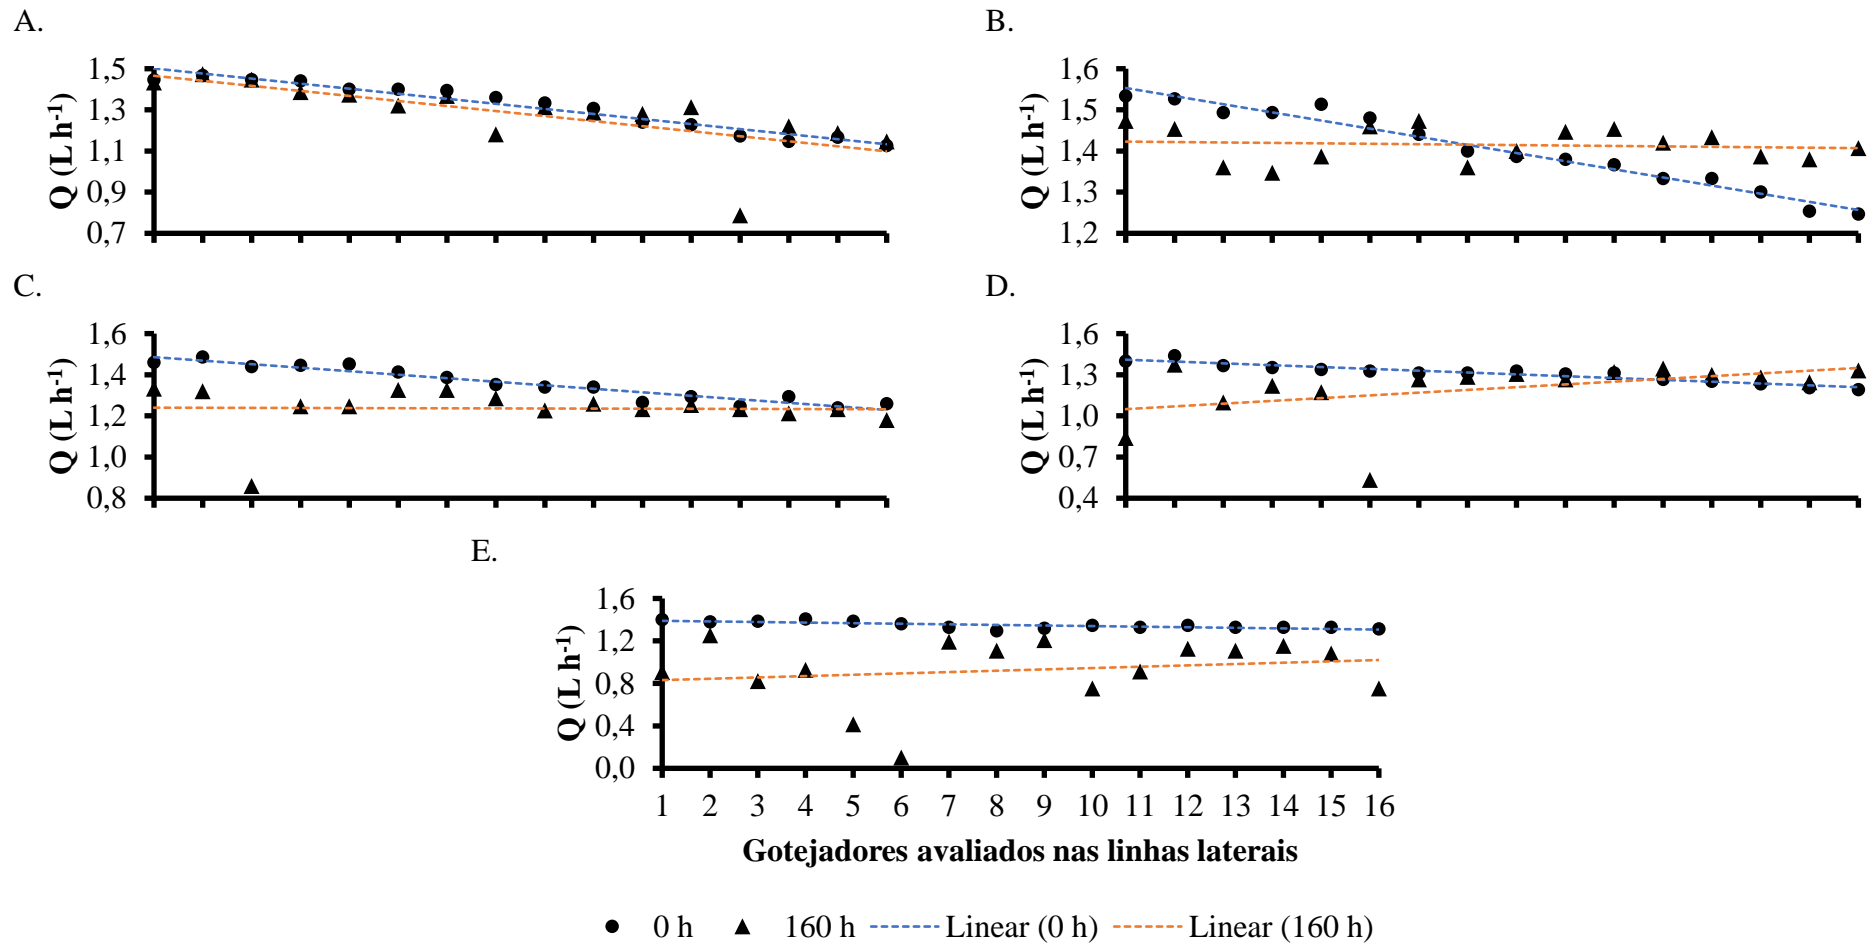 A.
B.
Q (L h-1)
1,5
1,3
1,1
0,9
0,7
Q (L h-1)
1,6
1,5
1,4
1,3
1,2
C.
D.
Q (L h-1)
1,6
1,4
1,2
1,0
0,8
Q (L h-1)
1,6
1,3
1,0
0,7
0,4
E.
Q (L h-1)
1,6
1,2
0,8
0,4
0,0
1 2 3 4 5 6 7 8 9 10 11 12 13 14 15 16
Gotejadores avaliados nas linhas laterais
0 h 160 h Linear (0 h) Linear (160 h)